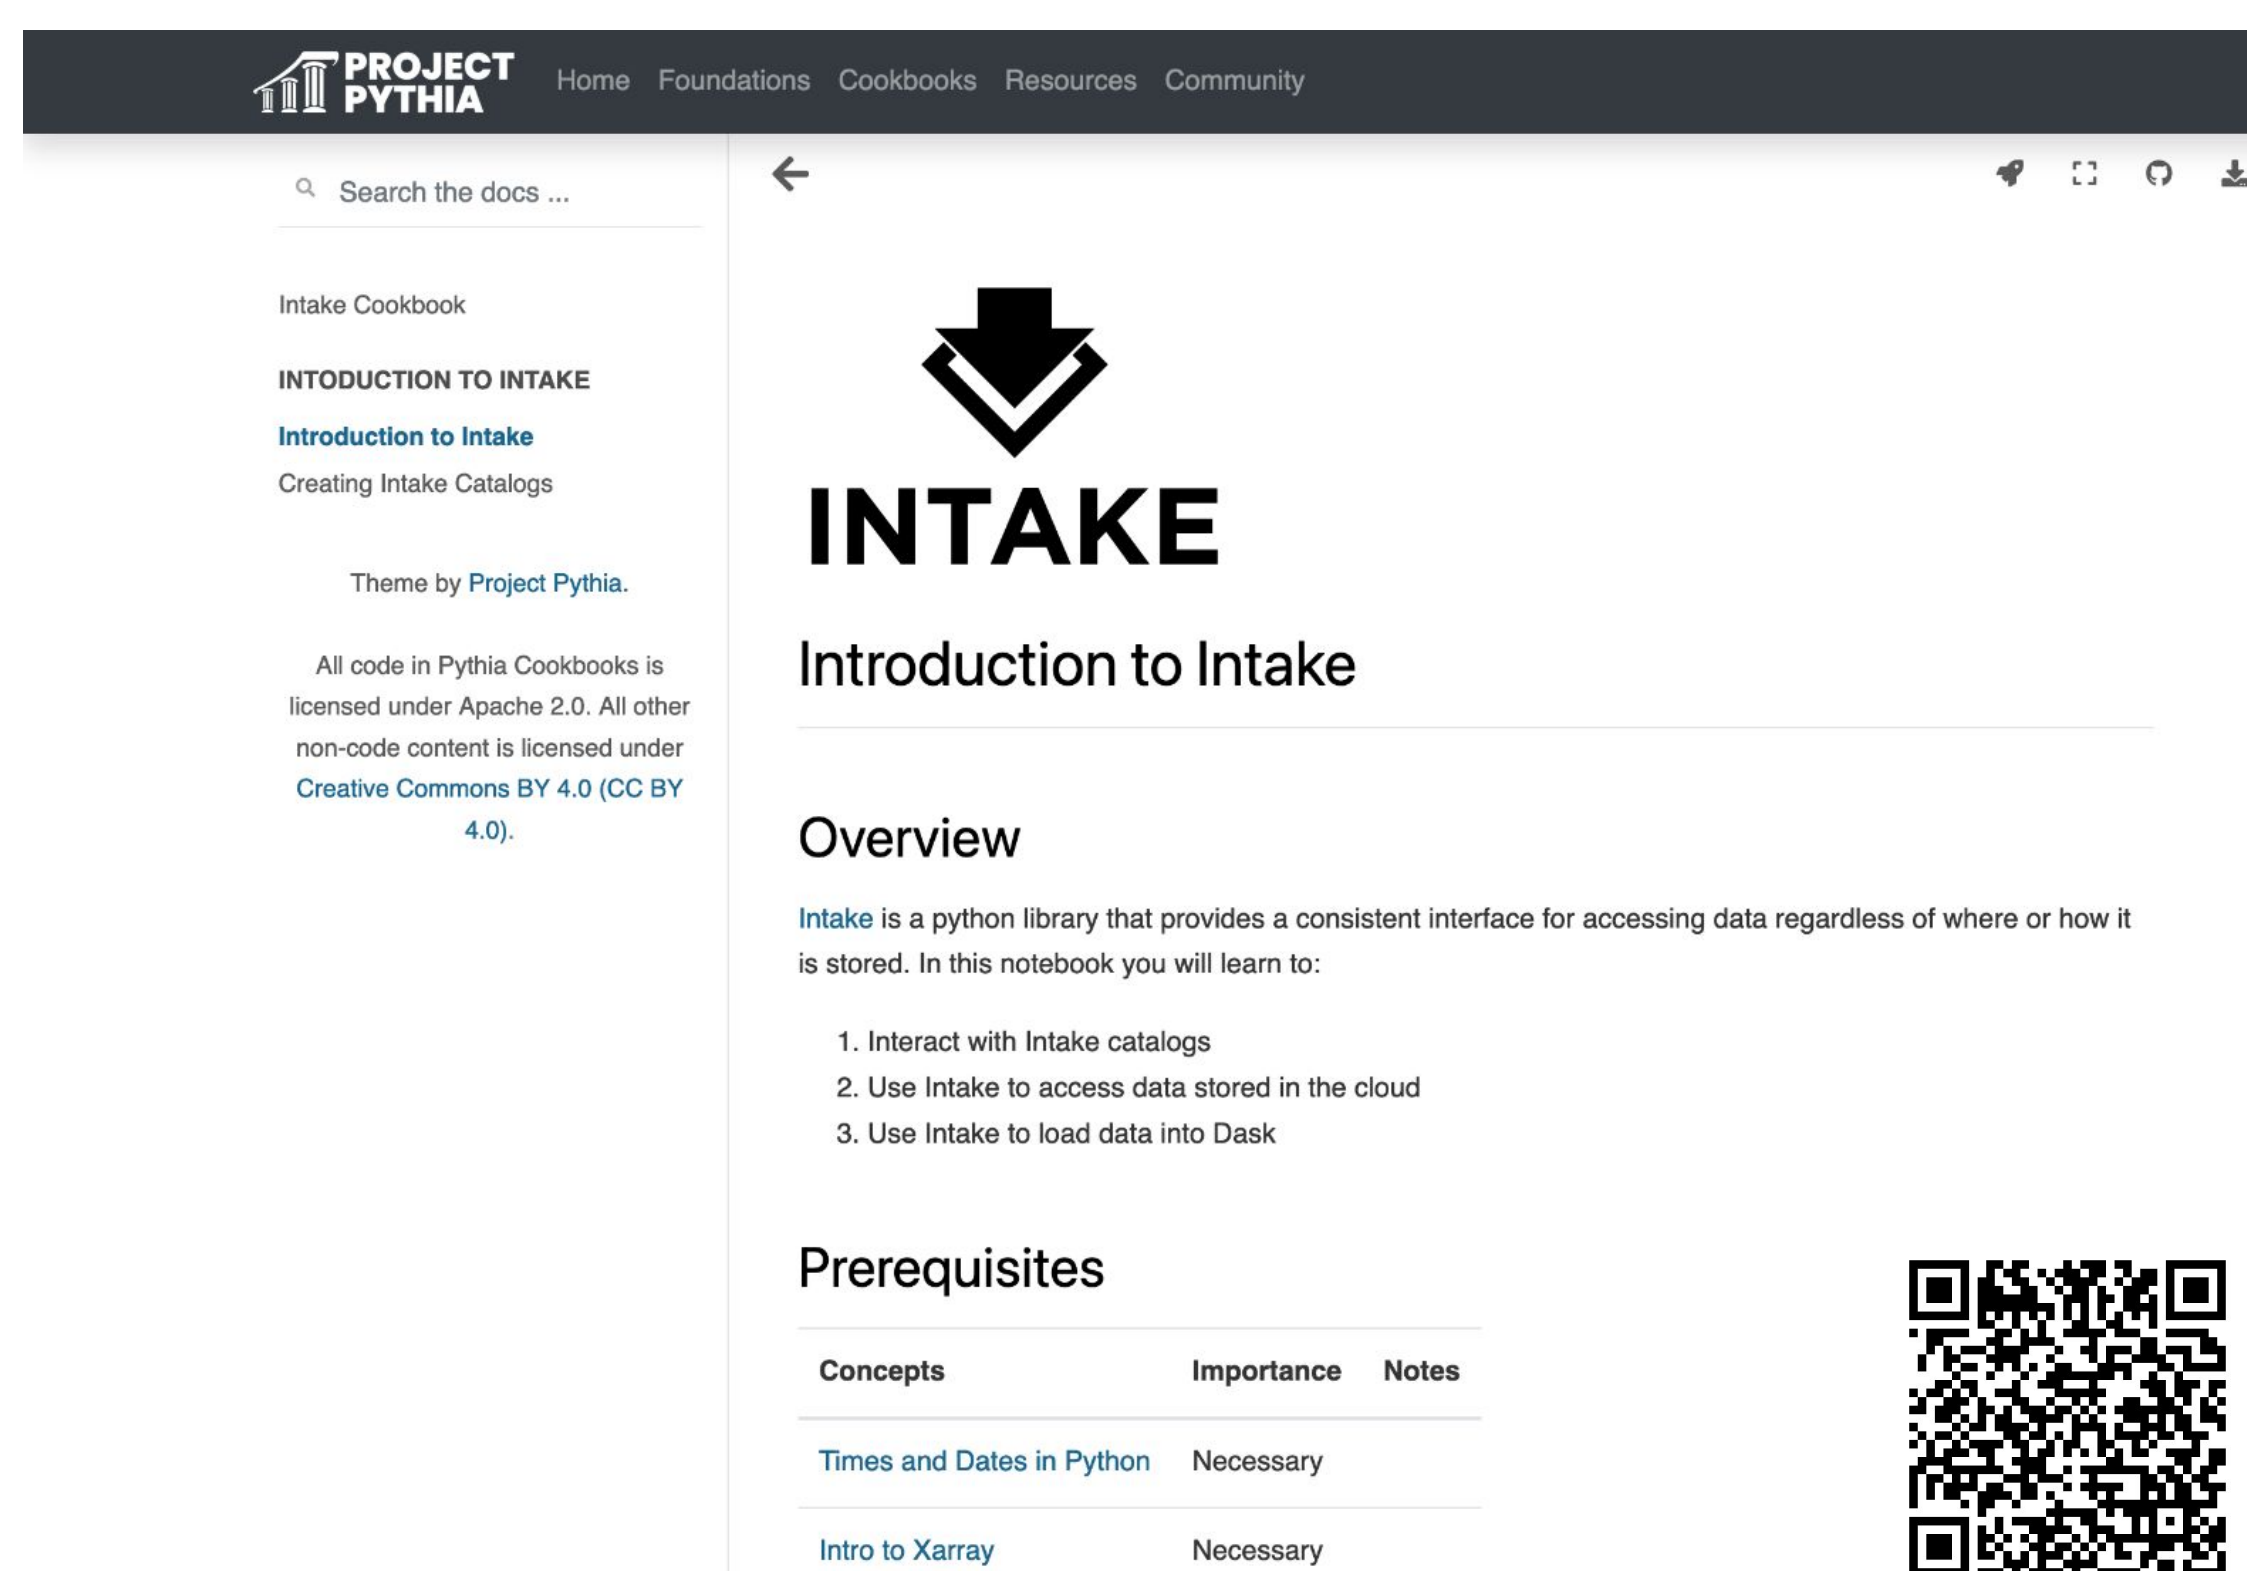 PROJECT
PYTHIA
Home Foundations Cookbooks Resources Community
Search the docs ...
Intake Cookbook
INTODUCTION TO INTAKE
Introduction to Intake
Creating Intake Catalogs
Theme by Project Pythia.
All code in Pythia Cookbooks is
licensed under Apache 2.0. All other
non-code content is licensed under
Creative Commons BY 4.0 (CC BY
4.0).
INTAKE
Introduction to Intake
Overview
Intake is a python library that provides a consistent interface for accessing data regardless of where or how it
is stored. In this notebook you will learn to:
1. Interact with Intake catalogs
2. Use Intake to access data stored in the cloud
3. Use Intake to load data into Dask
Prerequisites
Concepts Importance Notes
Times and Dates in Python Necessary
Intro to Xarray Necessary